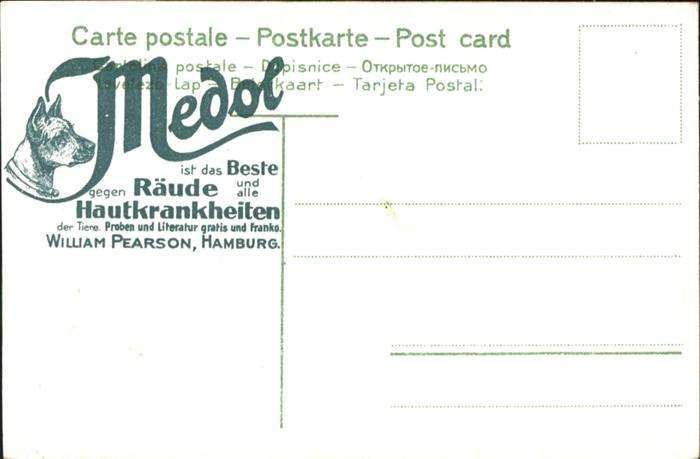 Carte postale – Postkarte – Post card
postale – Dopisnice – Открытое-письмо
Lap – – Tarjeta Postal:
Medol
ist das Beste
gegen Räude und alle
Hautkrankheiten
der Tiere. Proben und Literatur gratis und franko.
WILLIAM PEARSON, HAMBURG.